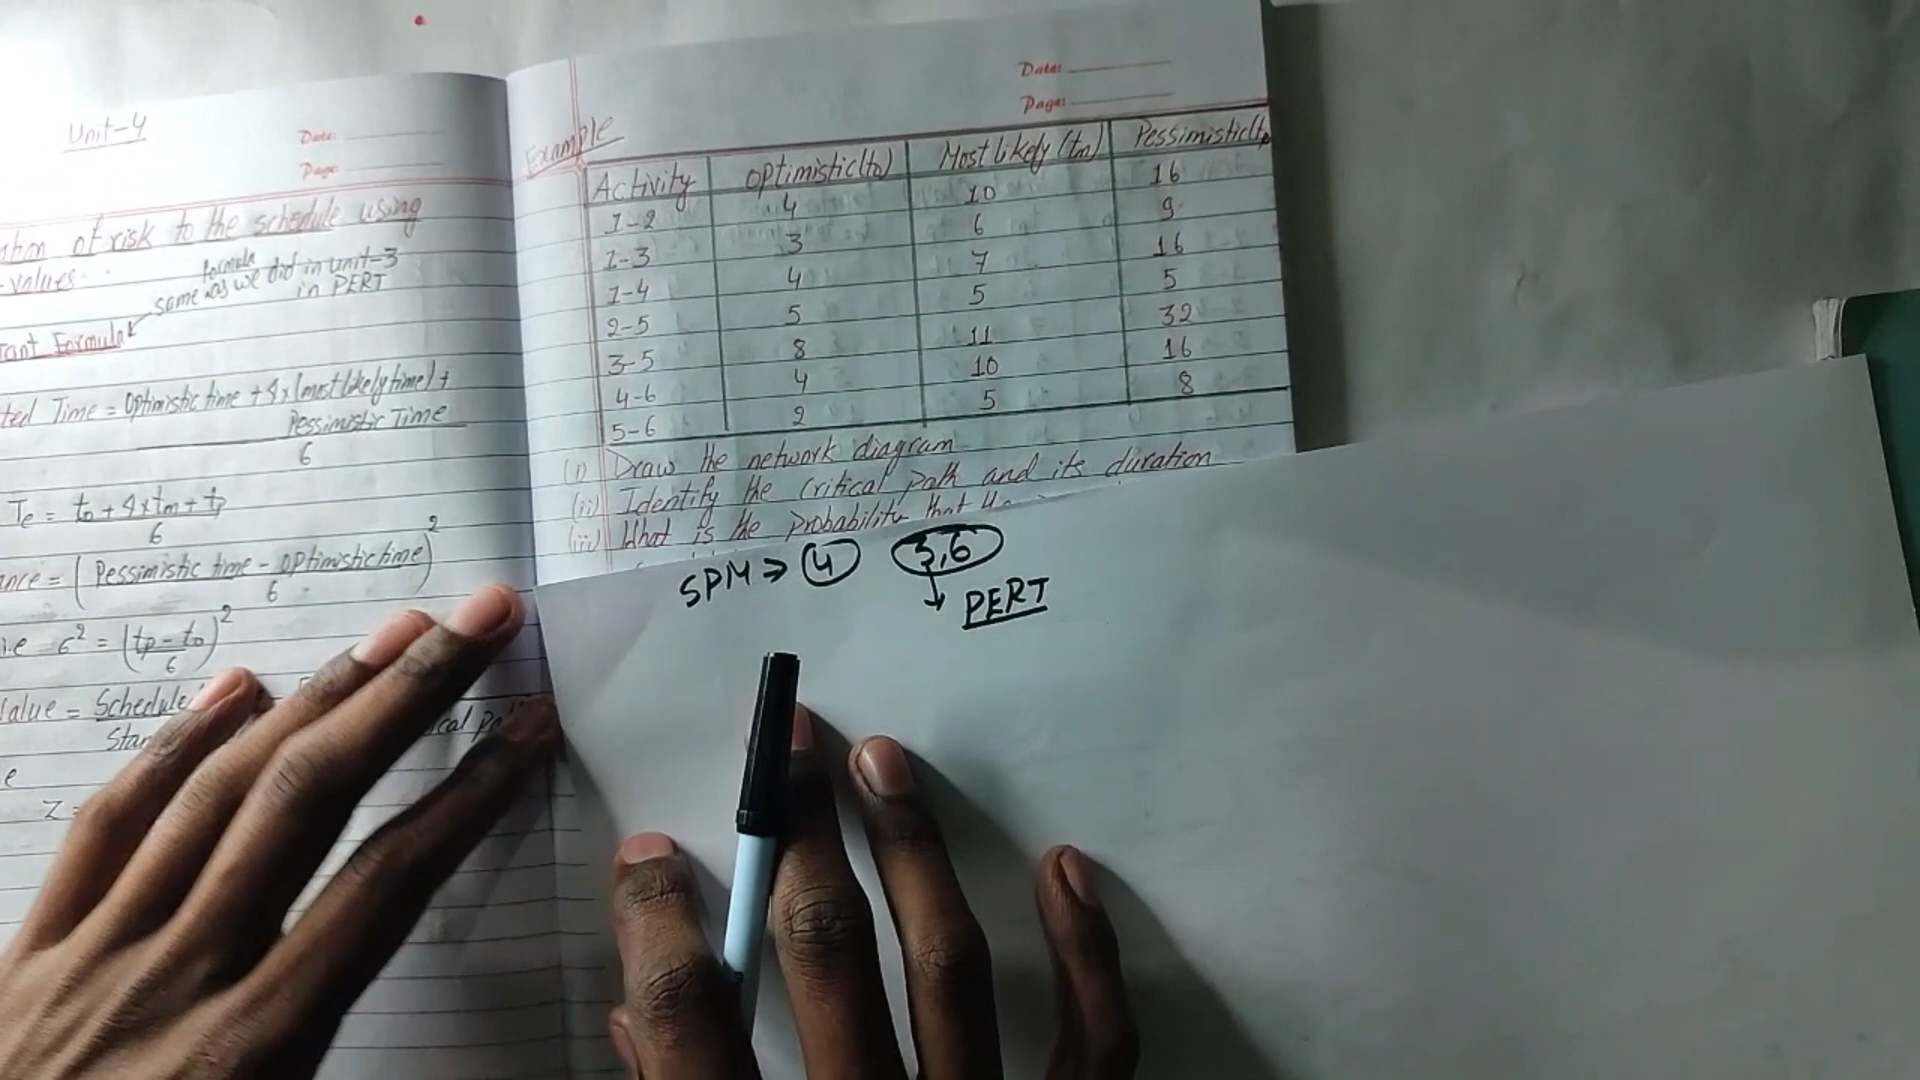 Unit-4
Date:
Page:
of risk to the schedule using
values.
formula
same as we did in Unit-3
in PERT
Formula
Time = Optimistic time + 4x(most likely time) +
Pessimistic Time
6
Te = to + 4xtm + tp
6
= (Pessimistic time - optimistic time)2
6
i.e σ2 = (tp - to)2
6
Value = Schedule
Z =
Date:
Page:
Example
Activity Optimistic(to) Most likely (tm) Pessimistic(tp
1-2 4 10 16
1-3 3 6 9
1-4 4 7 16
2-5 5 5 5
3-5 8 11 32
4-6 4 10 16
5-6 2 5 8
(i) Draw the network diagram
(ii) Identify the critical path and its duration
(iii) What is the probability that
SPM ⇒ 4 3,6
↓ PERT